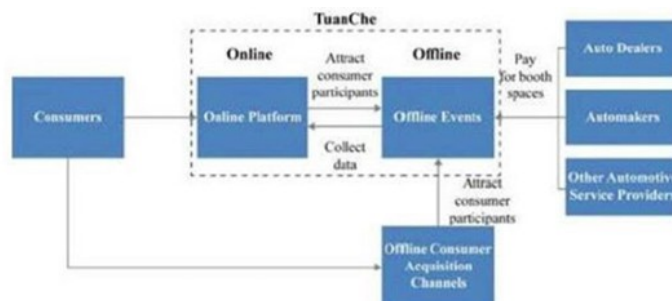 TuanChe
Online
Offline
Attract
consumer
participants
Pay
for booth
spaces
Auto Dealers
Consumers
Online Platform
Offline Events
Automakers
Collect
data
Attract
consumer
participants
Other Automotive
Service Providers
Offline Consumer
Acquisition
Channels